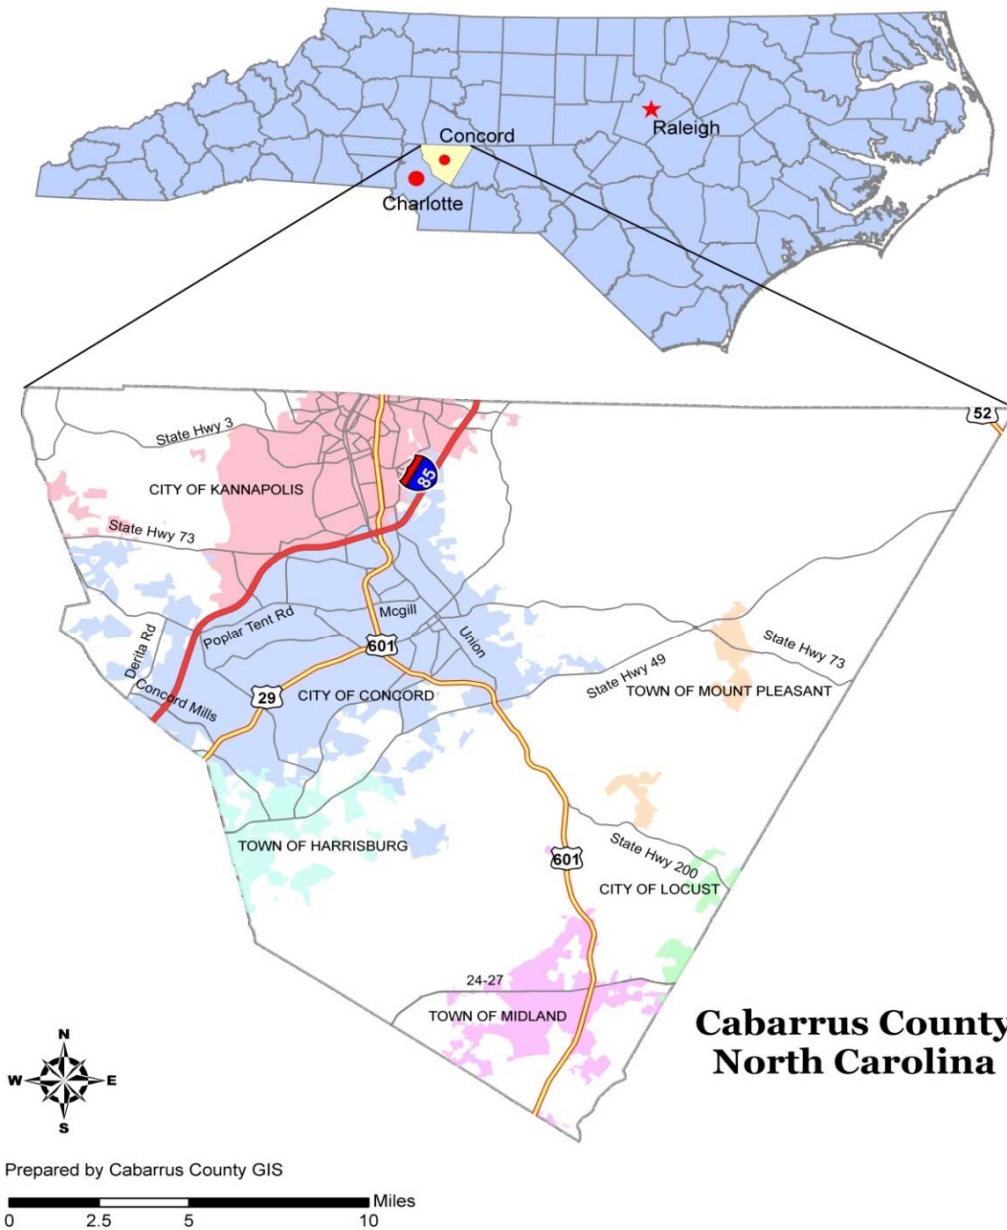 Concord
Raleigh
Charlotte
52
State Hwy 3
85
CITY OF KANNAPOLIS
State Hwy 73
Mcgill
Poplar Tent Rd
Union
Derita Rd
601
State Hwy 73
State Hwy 49
Concord Mills
29
CITY OF CONCORD
TOWN OF MOUNT PLEASANT
TOWN OF HARRISBURG
State Hwy 200
601
CITY OF LOCUST
24-27
TOWN OF MIDLAND
Cabarrus County
North Carolina
N
W
E
S
Prepared by Cabarrus County GIS
Miles
0 2.5 5 10